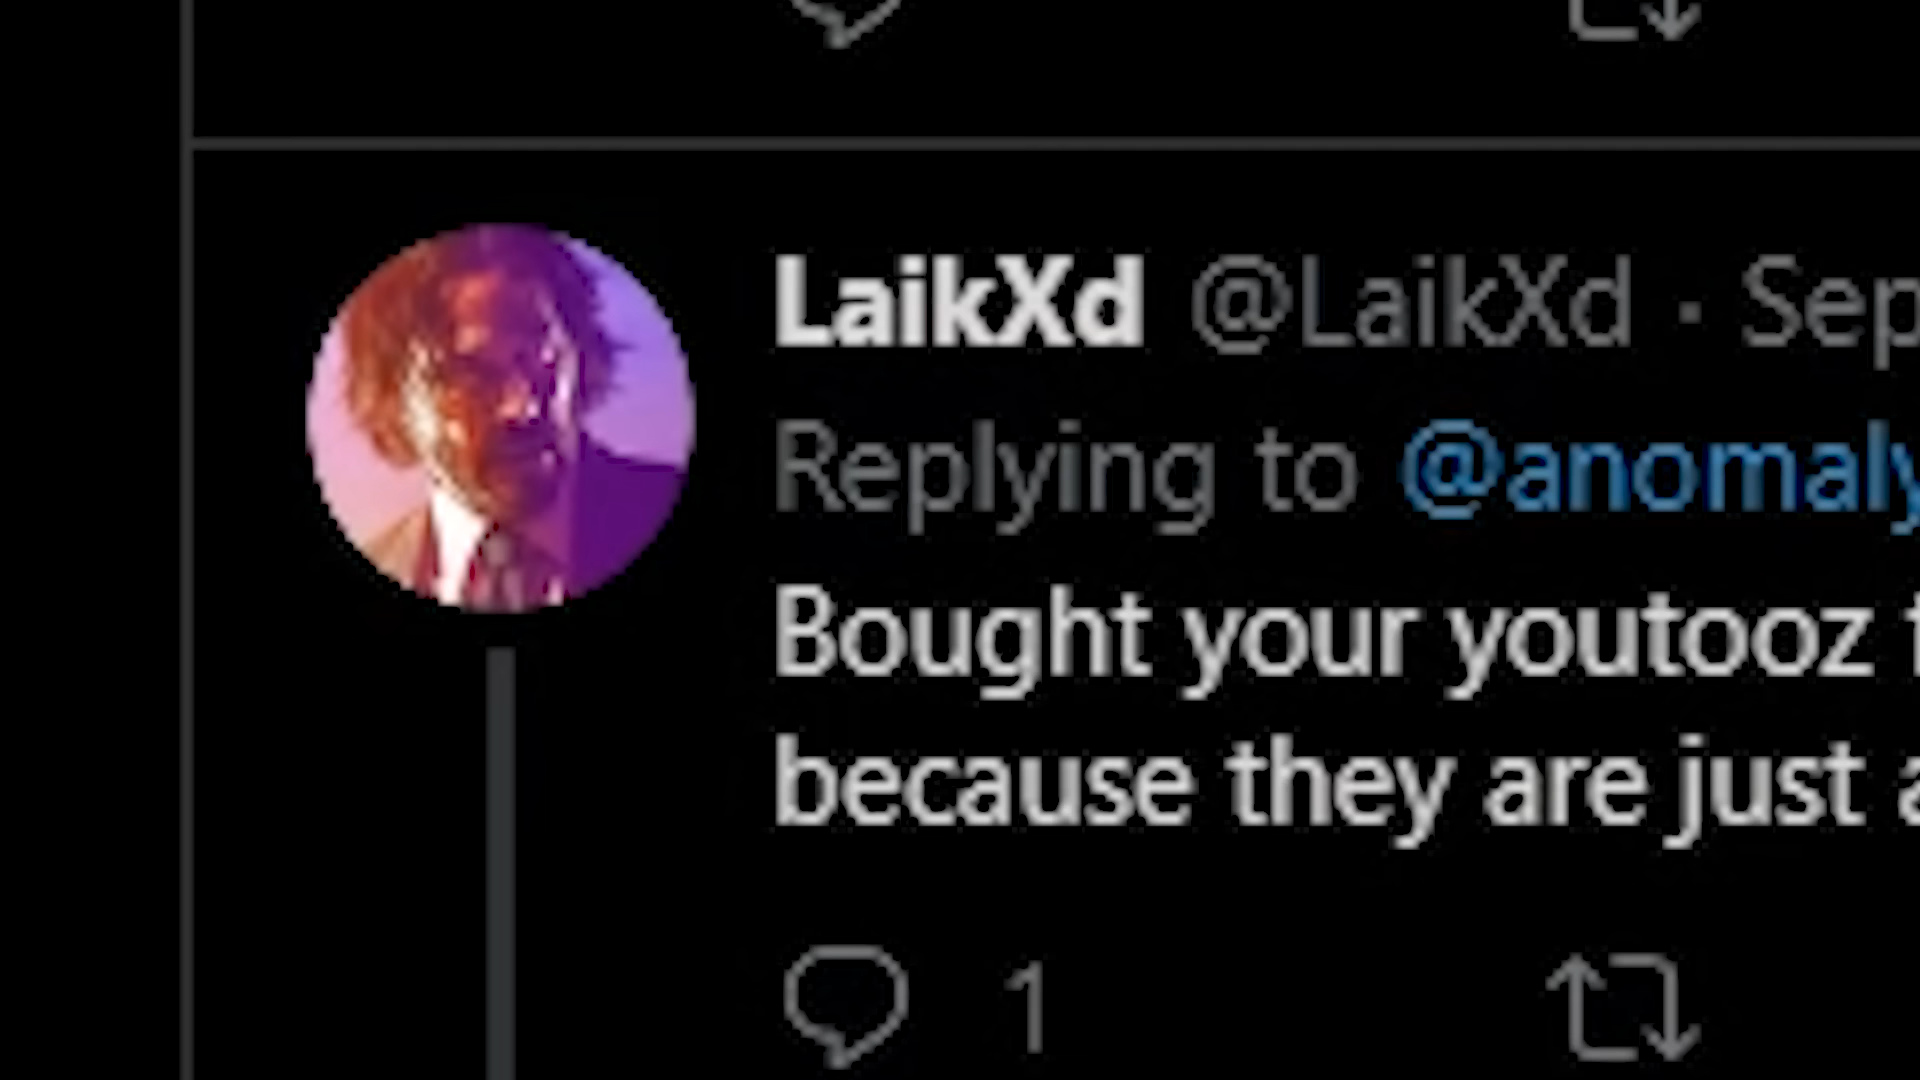 LaikXd @LaikXd · Sep
Replying to @anomaly
Bought your youtooz
because they are just
1